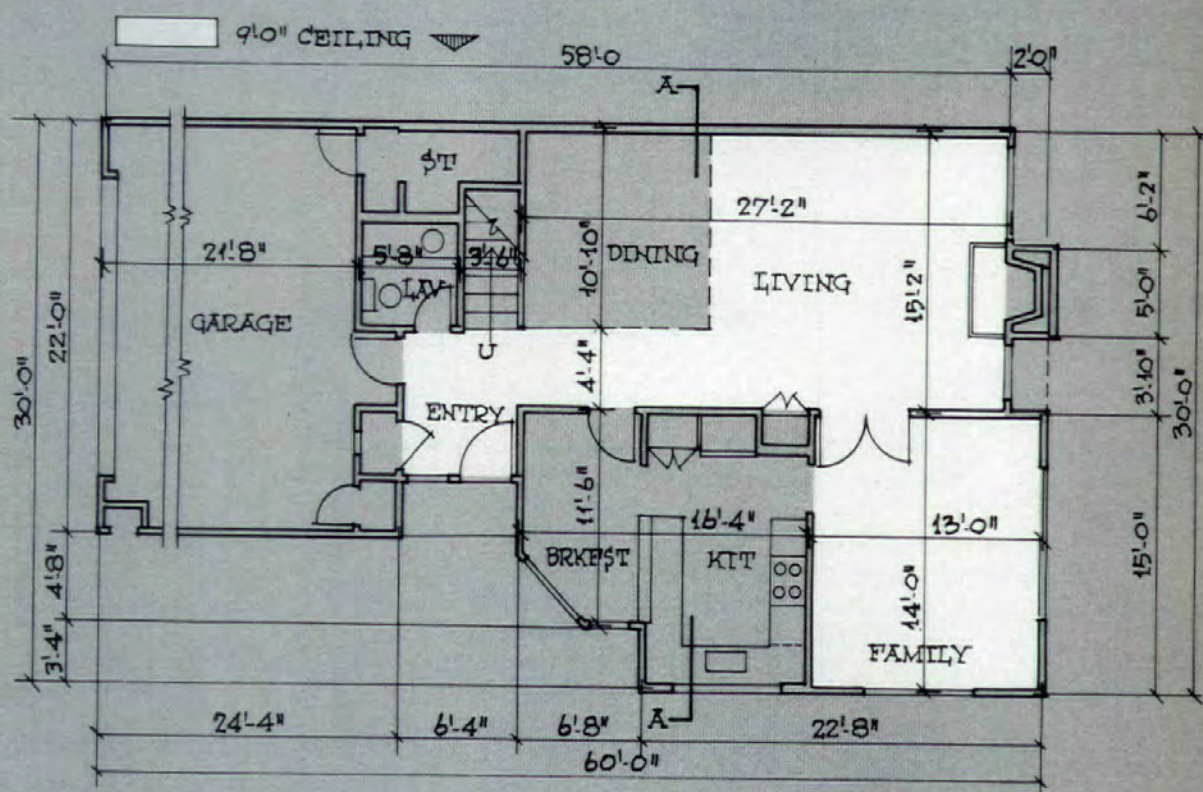 9'-0" CEILING
58'-0
2'-0"
A
$T
6'-2"
27'-2"
21'-8"
5'-8"
3'-6"
10'-10"
DINING
LIVING
15'-2"
LAV
5'-0"
GARAGE
22'-0"
30'-0"
U
4'-4"
3'-10"
30'-0"
ENTRY
11'-6"
16'-4"
13'-0"
15'-0"
BRKF$T
KIT
4'-8"
14'-0"
3'-4"
FAMILY
A
24'-4"
6'-4"
6'-8"
22'-8"
60'-0"